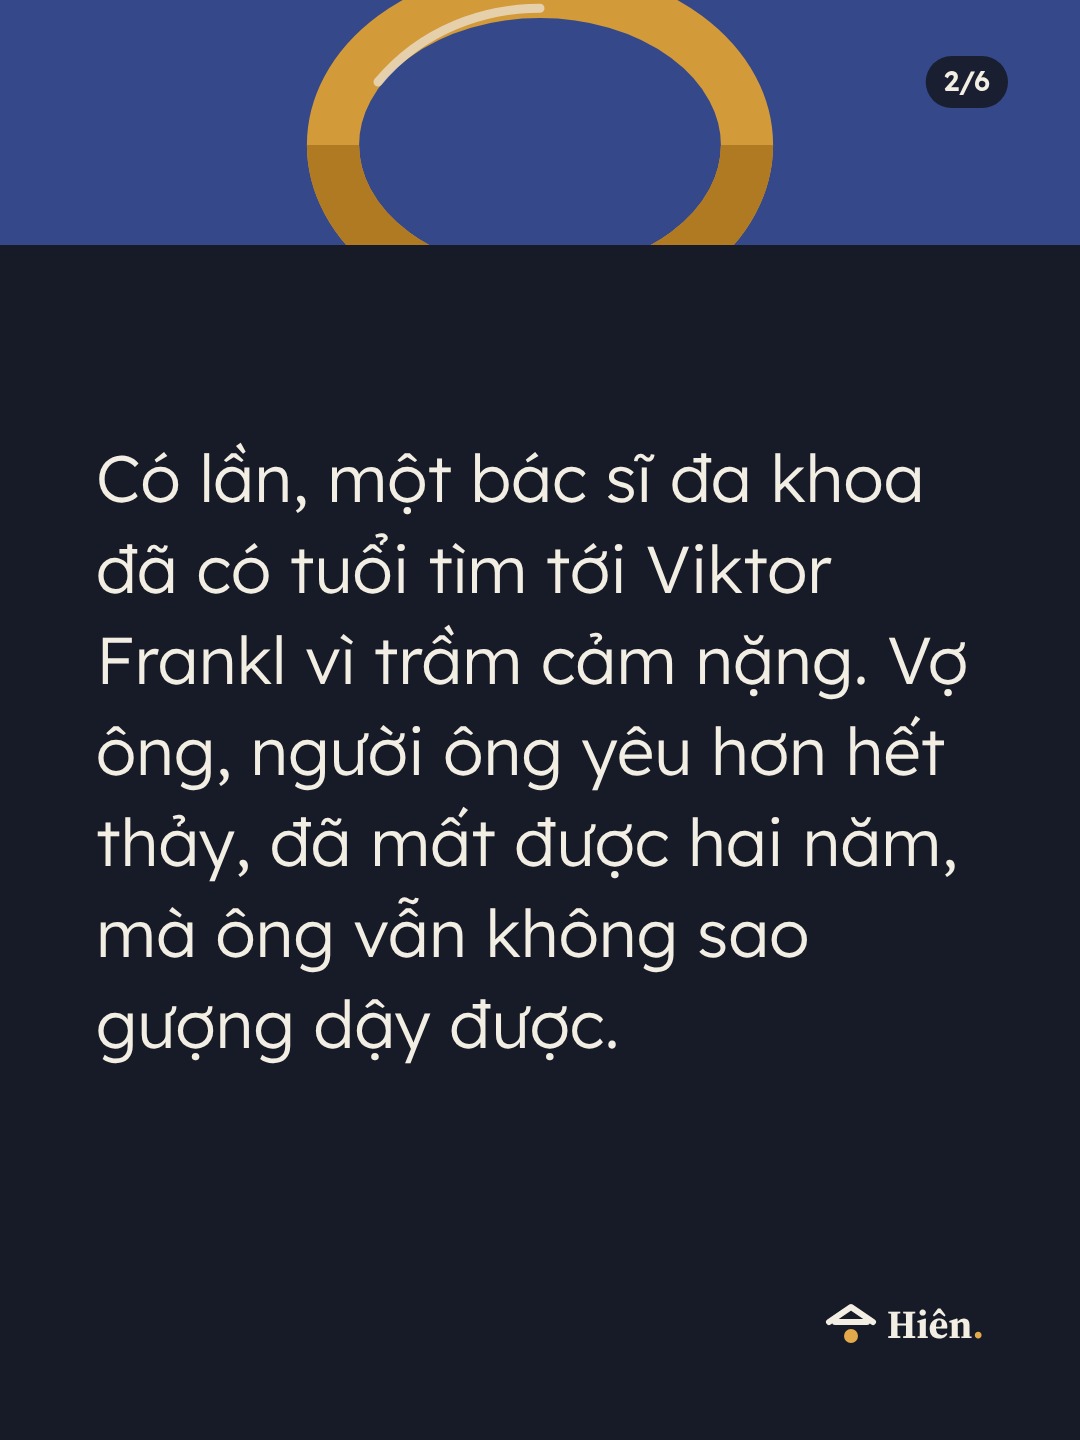 2/6
Có lần, một bác sĩ đa khoa
đã có tuổi tìm tới Viktor
Frankl vì trầm cảm nặng. Vợ
ông, người ông yêu hơn hết
thảy, đã mất được hai năm,
mà ông vẫn không sao
gượng dậy được.
Hiên.